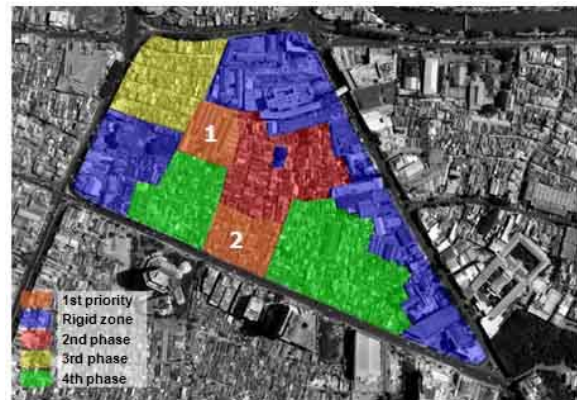 1
2
1st priority
Rigid zone
2nd phase
3rd phase
4th phase